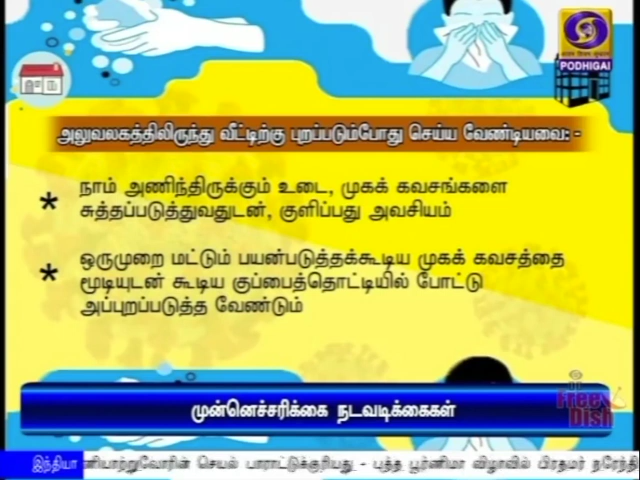 PODHIGAI
அலுவலகத்திலிருந்து வீட்டிற்கு புறப்படும்போது செய்ய வேண்டியவை: -
* நாம் அணிந்திருக்கும் உடை, முகக் கவசங்களை
சுத்தப்படுத்துவதுடன், குளிப்பது அவசியம்
* ஒருமுறை மட்டும் பயன்படுத்தக்கூடிய முகக் கவசத்தை
மூடியுடன் கூடிய குப்பைத்தொட்டியில் போட்டு
அப்புறப்படுத்த வேண்டும்
Free
Dish
முன்னெச்சரிக்கை நடவடிக்கைகள்
இந்தியா ணியாற்றுவோரின் செயல் பாராட்டுக்குரியது - புத்த பூர்ணிமா விழாவில் பிரதமர் நரேந்தி